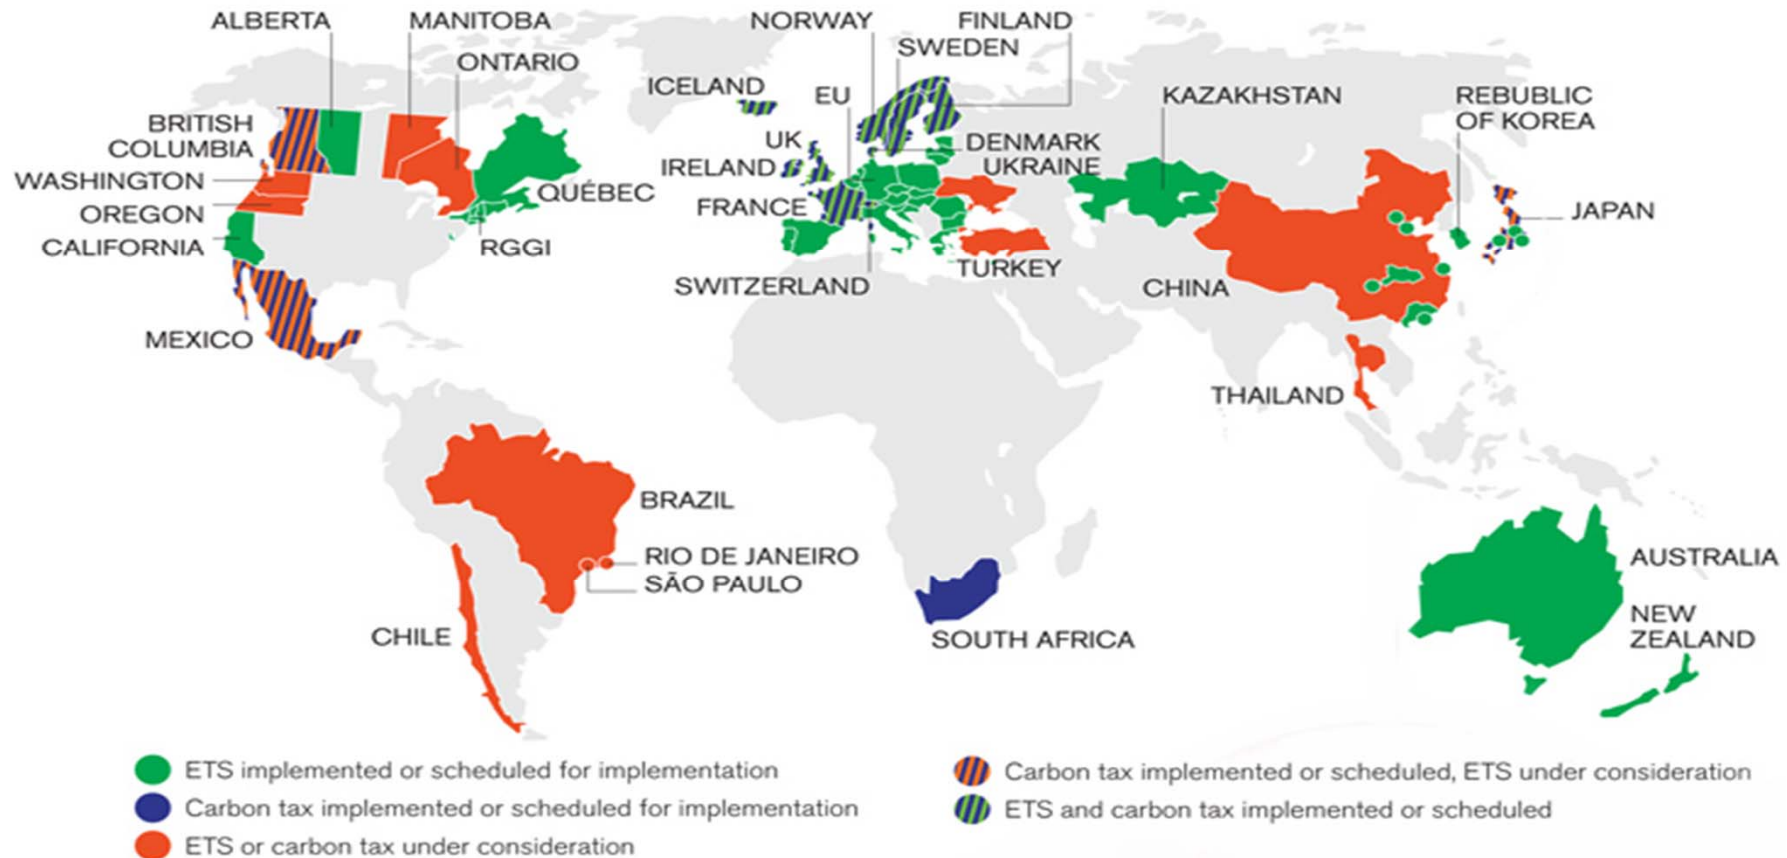 ALBERTA
MANITOBA
ONTARIO
BRITISH
COLUMBIA
WASHINGTON
OREGON
CALIFORNIA
QUÉBEC
RGGI
MEXICO
NORWAY
FINLAND
SWEDEN
ICELAND
EU
UK
IRELAND
DENMARK
UKRAINE
FRANCE
SWITZERLAND
TURKEY
KAZAKHSTAN
REBUBLIC
OF KOREA
JAPAN
CHINA
THAILAND
BRAZIL
RIO DE JANEIRO
SÃO PAULO
CHILE
SOUTH AFRICA
AUSTRALIA
NEW
ZEALAND
ETS implemented or scheduled for implementation
Carbon tax implemented or scheduled for implementation
ETS or carbon tax under consideration
Carbon tax implemented or scheduled, ETS under consideration
ETS and carbon tax implemented or scheduled